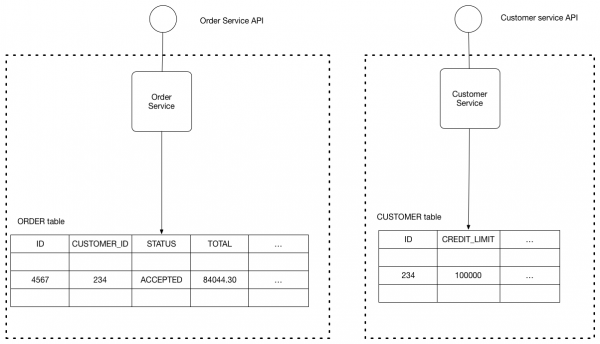 Order Service API
Customer service API
Order
Service
Customer
Service
ORDER table
ID CUSTOMER_ID STATUS TOTAL ...
4567 234 ACCEPTED 84044.30 ...
CUSTOMER table
ID CREDIT_LIMIT ...
234 100000 ...